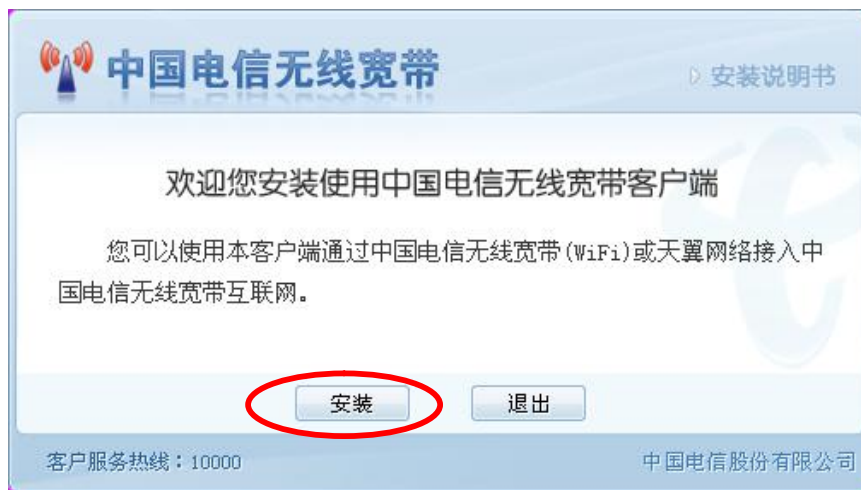 中国电信无线宽带
安装说明书
欢迎您安装使用中国电信无线宽带客户端
您可以使用本客户端通过中国电信无线宽带(WiFi)或天翼网络接入中
国电信无线宽带互联网。
安装 退出
客户服务热线：10000 中国电信股份有限公司